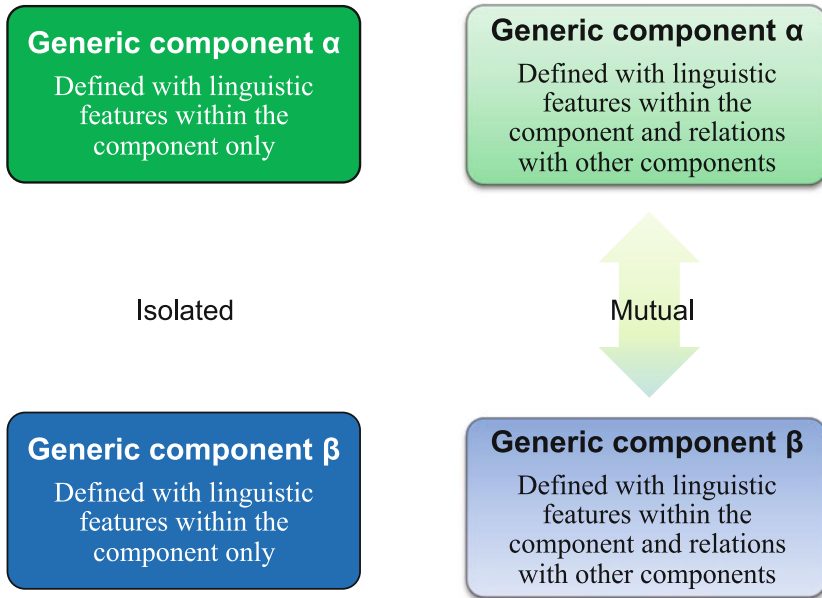 Generic component α
Defined with linguistic
features within the
component only
Isolated
Generic component β
Defined with linguistic
features within the
component only
Generic component α
Defined with linguistic
features within the
component and relations
with other components
Mutual
Generic component β
Defined with linguistic
features within the
component and relations
with other components